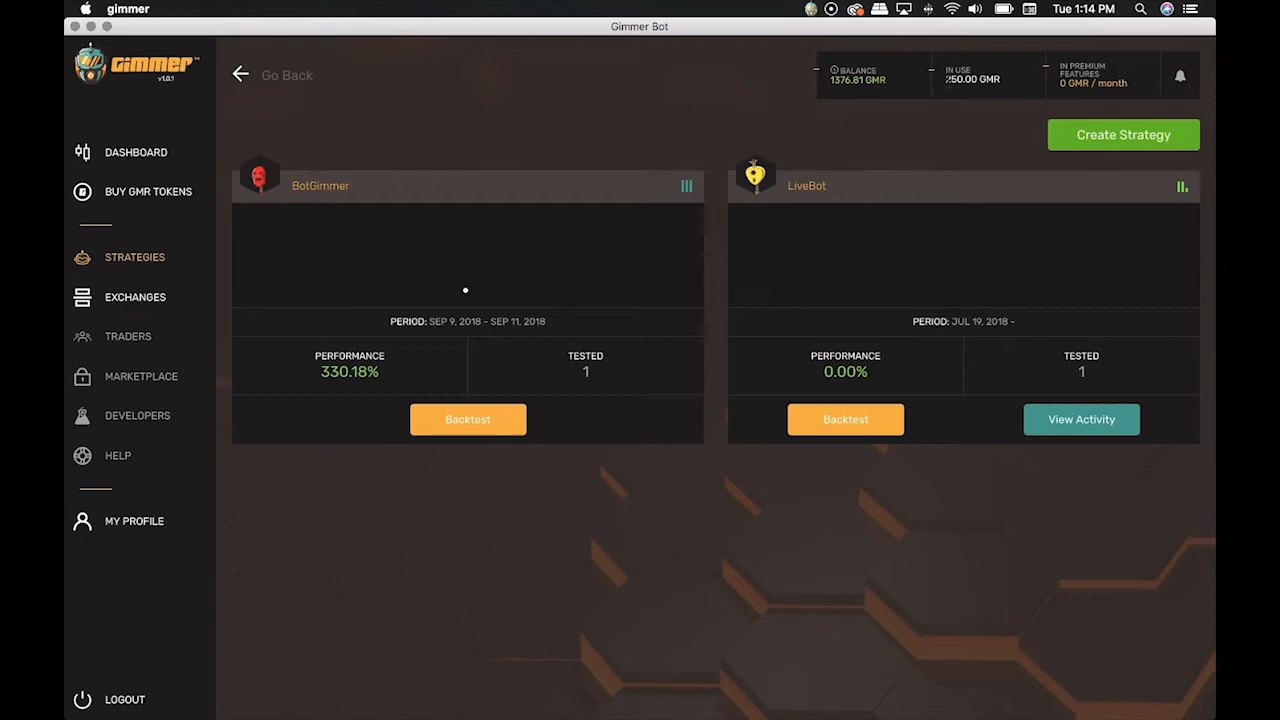 gimmer
Tue 1:14 PM
Gimmer Bot
GIMMER™
v1.0.1
Go Back
BALANCE
1376.81 GMR
IN USE
250.00 GMR
IN PREMIUM
FEATURES
0 GMR / month
Create Strategy
DASHBOARD
BUY GMR TOKENS
STRATEGIES
EXCHANGES
TRADERS
MARKETPLACE
DEVELOPERS
HELP
MY PROFILE
LOGOUT
BotGimmer
PERIOD: SEP 9, 2018 - SEP 11, 2018
PERFORMANCE
330.18%
TESTED
1
Backtest
LiveBot
PERIOD: JUL 19, 2018 -
PERFORMANCE
0.00%
TESTED
1
Backtest
View Activity